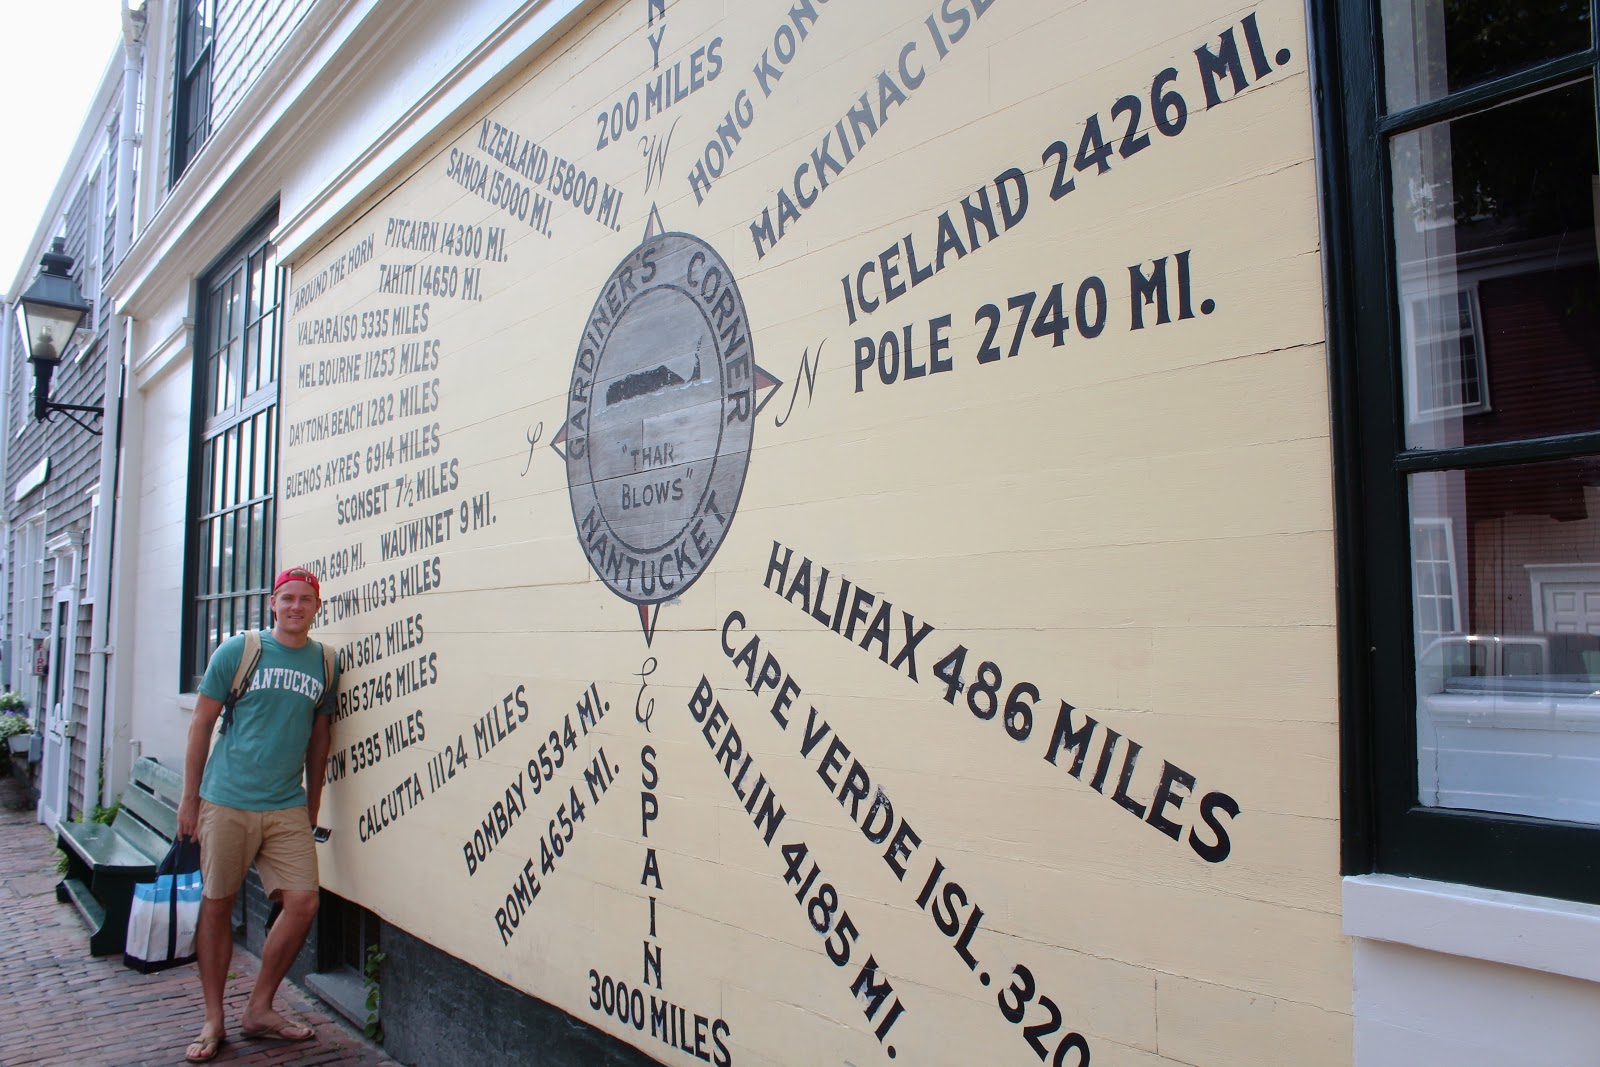 NY
200 MILES
W
HONG KONG
MACKINAC
ICELAND 2426 MI.
POLE 2740 MI.
N
N. ZEALAND 15800 MI.
SAMOA 15000 MI.
PITCAIRN 14300 MI.
AROUND THE HORN
TAHITI 14650 MI.
VALPARAISO 5335 MILES
MELBOURNE 11253 MILES
DAYTONA BEACH 1282 MILES
BUENOS AYRES 6914 MILES
'SCONSET 7½ MILES
WAUWINET 9 MI.
690 MI.
TOWN 11033 MILES
3612 MILES
3746 MILES
5335 MILES
CALCUTTA 11124 MILES
BOMBAY 9534 MI.
ROME 4654 MI.
S
GARDINER'S CORNER
"THAR
BLOWS"
NANTUCKET
E
SPAIN
3000 MILES
HALIFAX 486 MILES
CAPE VERDE ISL. 320
BERLIN 4185 MI.
NANTUCKET
FIRE